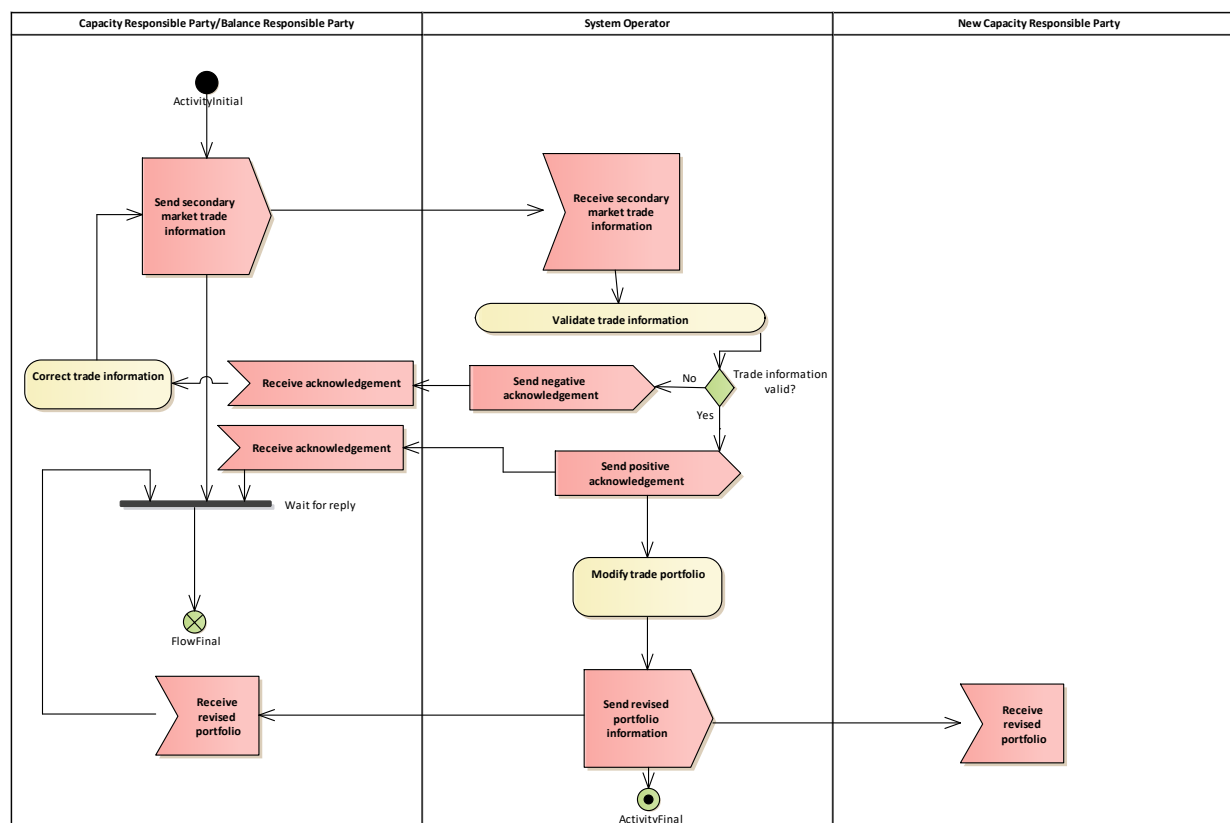 Capacity Responsible Party/Balance Responsible Party
System Operator
New Capacity Responsible Party
ActivityInitial
Send secondary
market trade
information
Receive secondary
market trade
information
Validate trade information
Correct trade information
Receive acknowledgement
Send negative
acknowledgement
No
Trade information
valid?
Yes
Receive acknowledgement
Send positive
acknowledgement
Wait for reply
Modify trade portfolio
FlowFinal
Receive
revised
portfolio
Send revised
portfolio
information
Receive
revised
portfolio
ActivityFinal